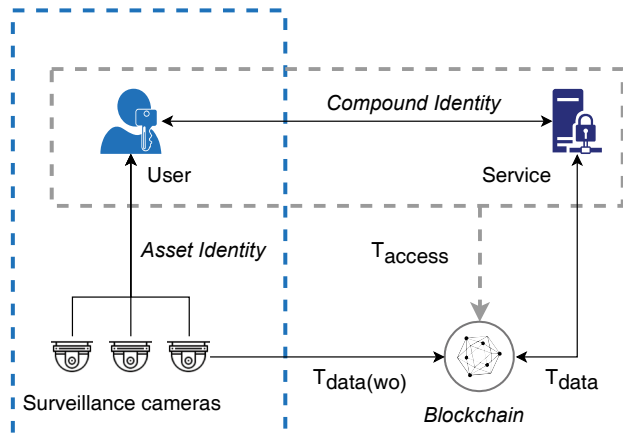 Compound Identity
User
Service
Asset Identity
Taccess
Tdata(wo)
Tdata
Surveillance cameras
Blockchain